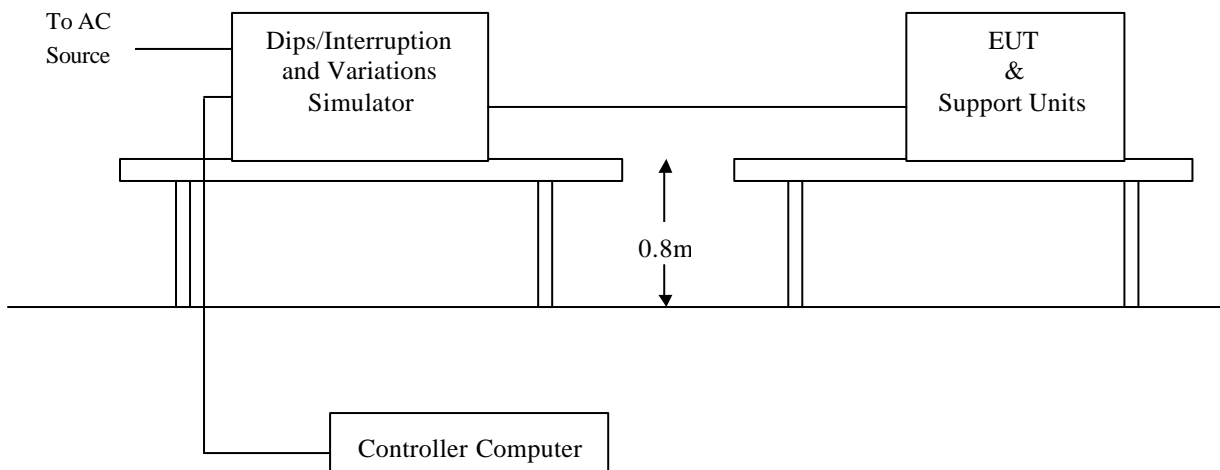 To AC
Source
Dips/Interruption
and Variations
Simulator
EUT
&
Support Units
0.8m
Controller Computer